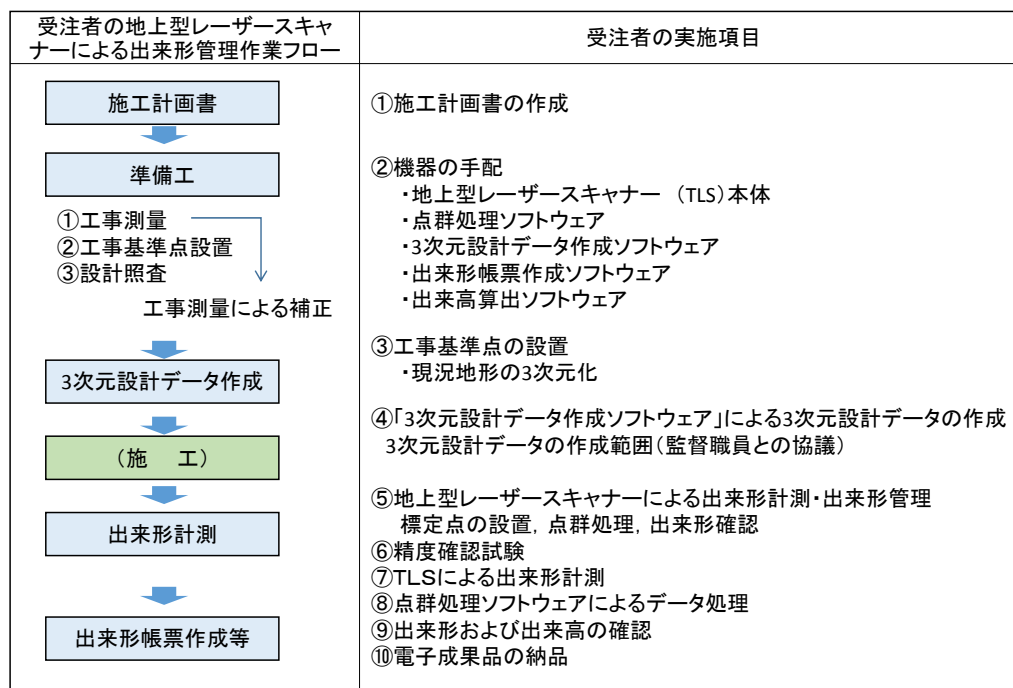 受注者の地上型レーザースキャ
ナーによる出来形管理作業フロー
受注者の実施項目
施工計画書
準備工
①工事測量
②工事基準点設置
③設計照査
工事測量による補正
3次元設計データ作成
(施 工)
出来形計測
出来形帳票作成等
①施工計画書の作成
②機器の手配
・地上型レーザースキャナー (TLS)本体
・点群処理ソフトウェア
・3次元設計データ作成ソフトウェア
・出来形帳票作成ソフトウェア
・出来高算出ソフトウェア
③工事基準点の設置
・現況地形の3次元化
④「3次元設計データ作成ソフトウェア」による3次元設計データの作成
3次元設計データの作成範囲(監督職員との協議)
⑤地上型レーザースキャナーによる出来形計測・出来形管理
標定点の設置, 点群処理, 出来形確認
⑥精度確認試験
⑦TLSによる出来形計測
⑧点群処理ソフトウェアによるデータ処理
⑨出来形および出来高の確認
⑩電子成果品の納品